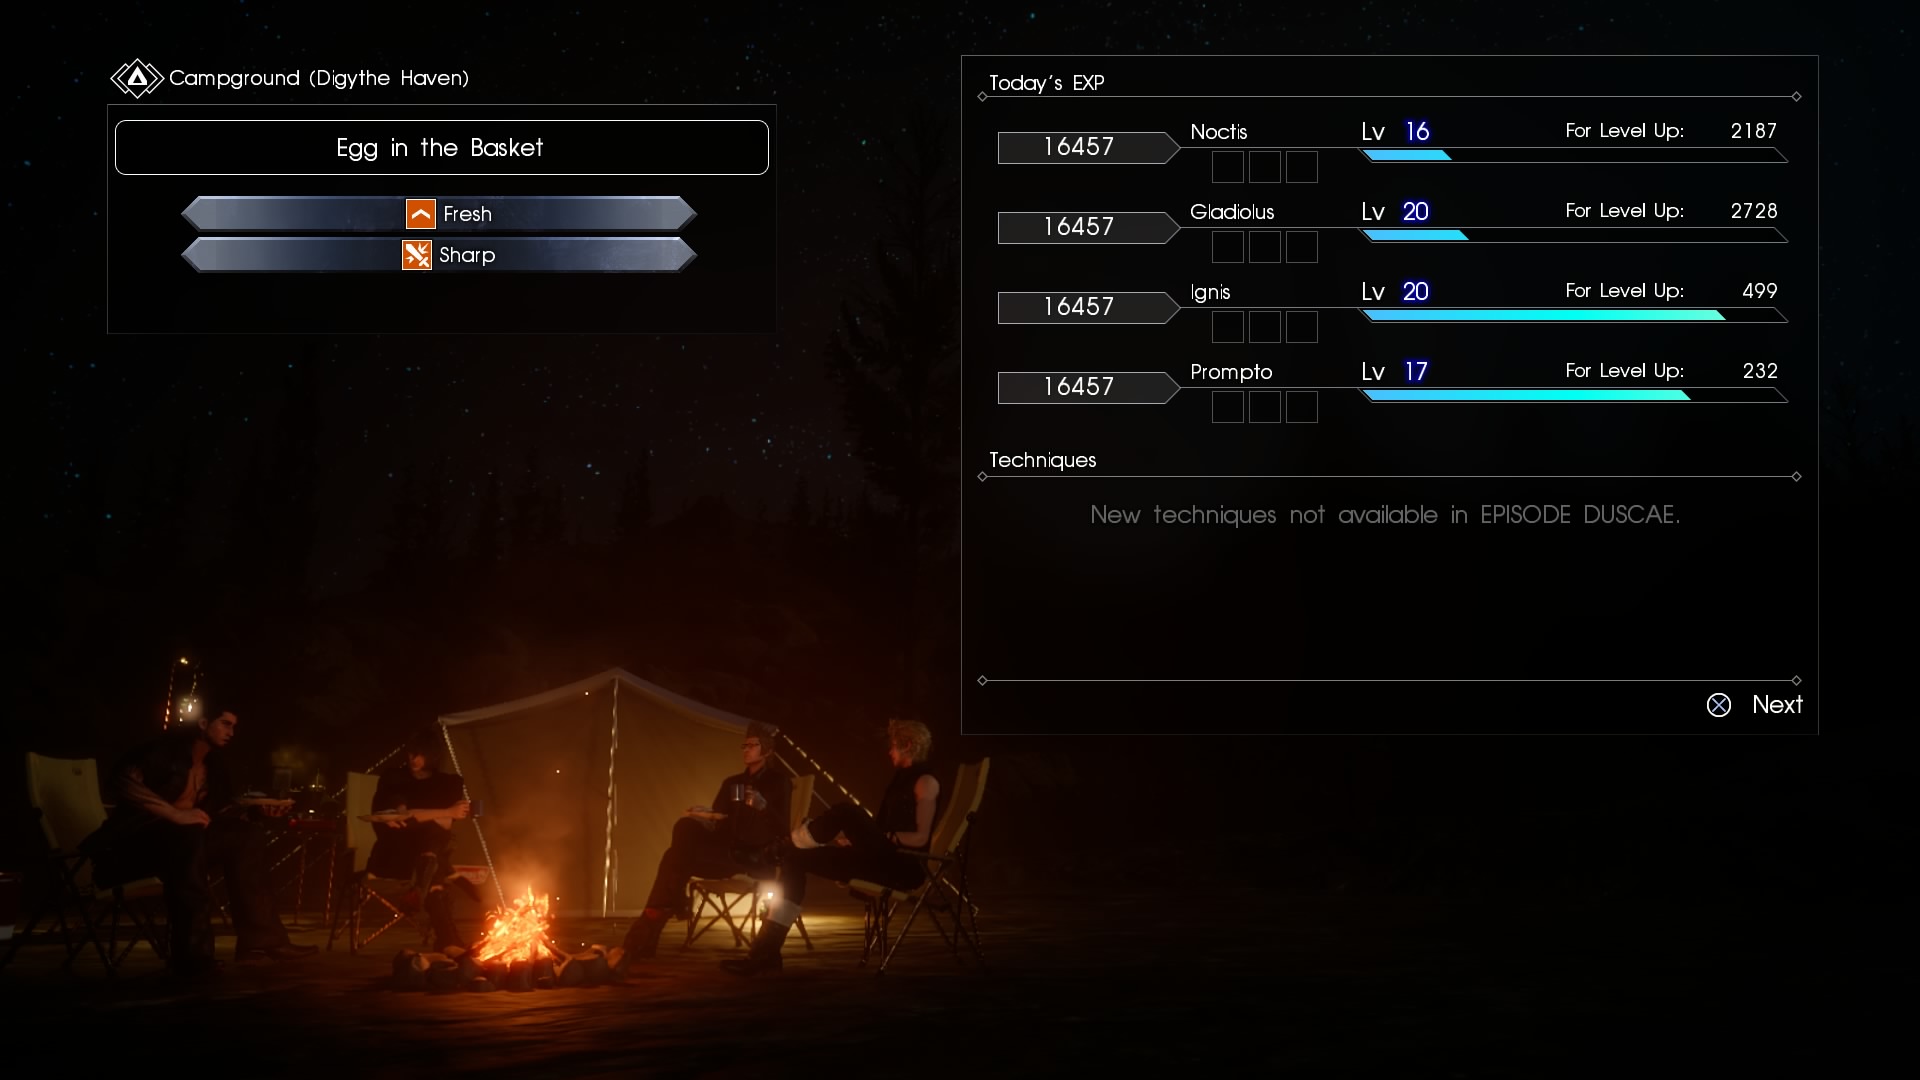 Campground (Digythe Haven)
Egg in the Basket
Fresh
Sharp
Today's EXP
16457 Noctis Lv 16 For Level Up: 2187
16457 Gladiolus Lv 20 For Level Up: 2728
16457 Ignis Lv 20 For Level Up: 499
16457 Prompto Lv 17 For Level Up: 232
Techniques
New techniques not available in EPISODE DUSCAE.
Next